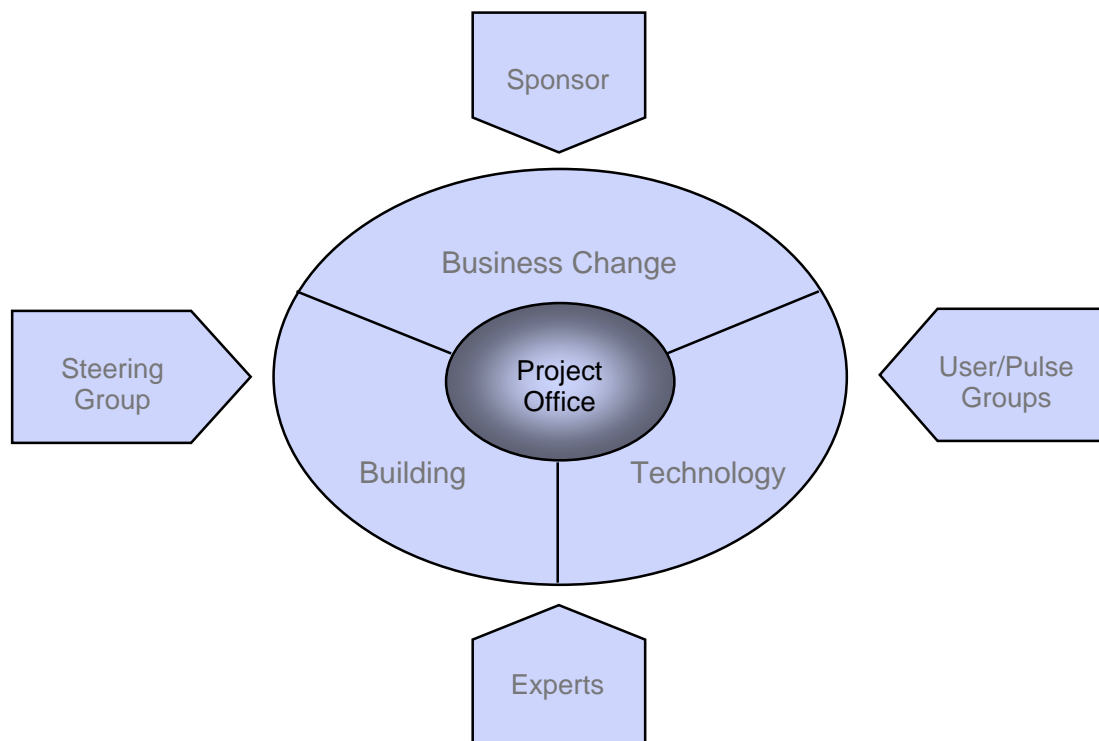 Sponsor
Business Change
Steering
Group
Project
Office
User/Pulse
Groups
Building
Technology
Experts